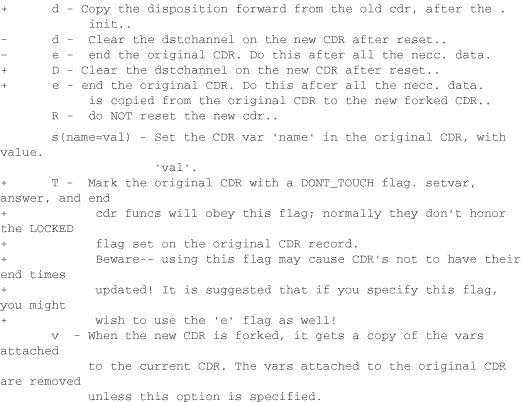 + d - Copy the disposition forward from the old cdr, after the .
init..
- d - Clear the dstchannel on the new CDR after reset..
- e - end the original CDR. Do this after all the necc. data.
+ D - Clear the dstchannel on the new CDR after reset..
+ e - end the original CDR. Do this after all the necc. data.
is copied from the original CDR to the new forked CDR..
R - do NOT reset the new cdr..
s(name=val) - Set the CDR var 'name' in the original CDR, with
value.
'val'.
+ T - Mark the original CDR with a DONT_TOUCH flag. setvar,
answer, and end
+ cdr funcs will obey this flag; normally they don't honor
the LOCKED
+ flag set on the original CDR record.
+ Beware-- using this flag may cause CDR's not to have their
end times
+ updated! It is suggested that if you specify this flag,
you might
+ wish to use the 'e' flag as well!
v - When the new CDR is forked, it gets a copy of the vars
attached
to the current CDR. The vars attached to the original CDR
are removed
unless this option is specified.